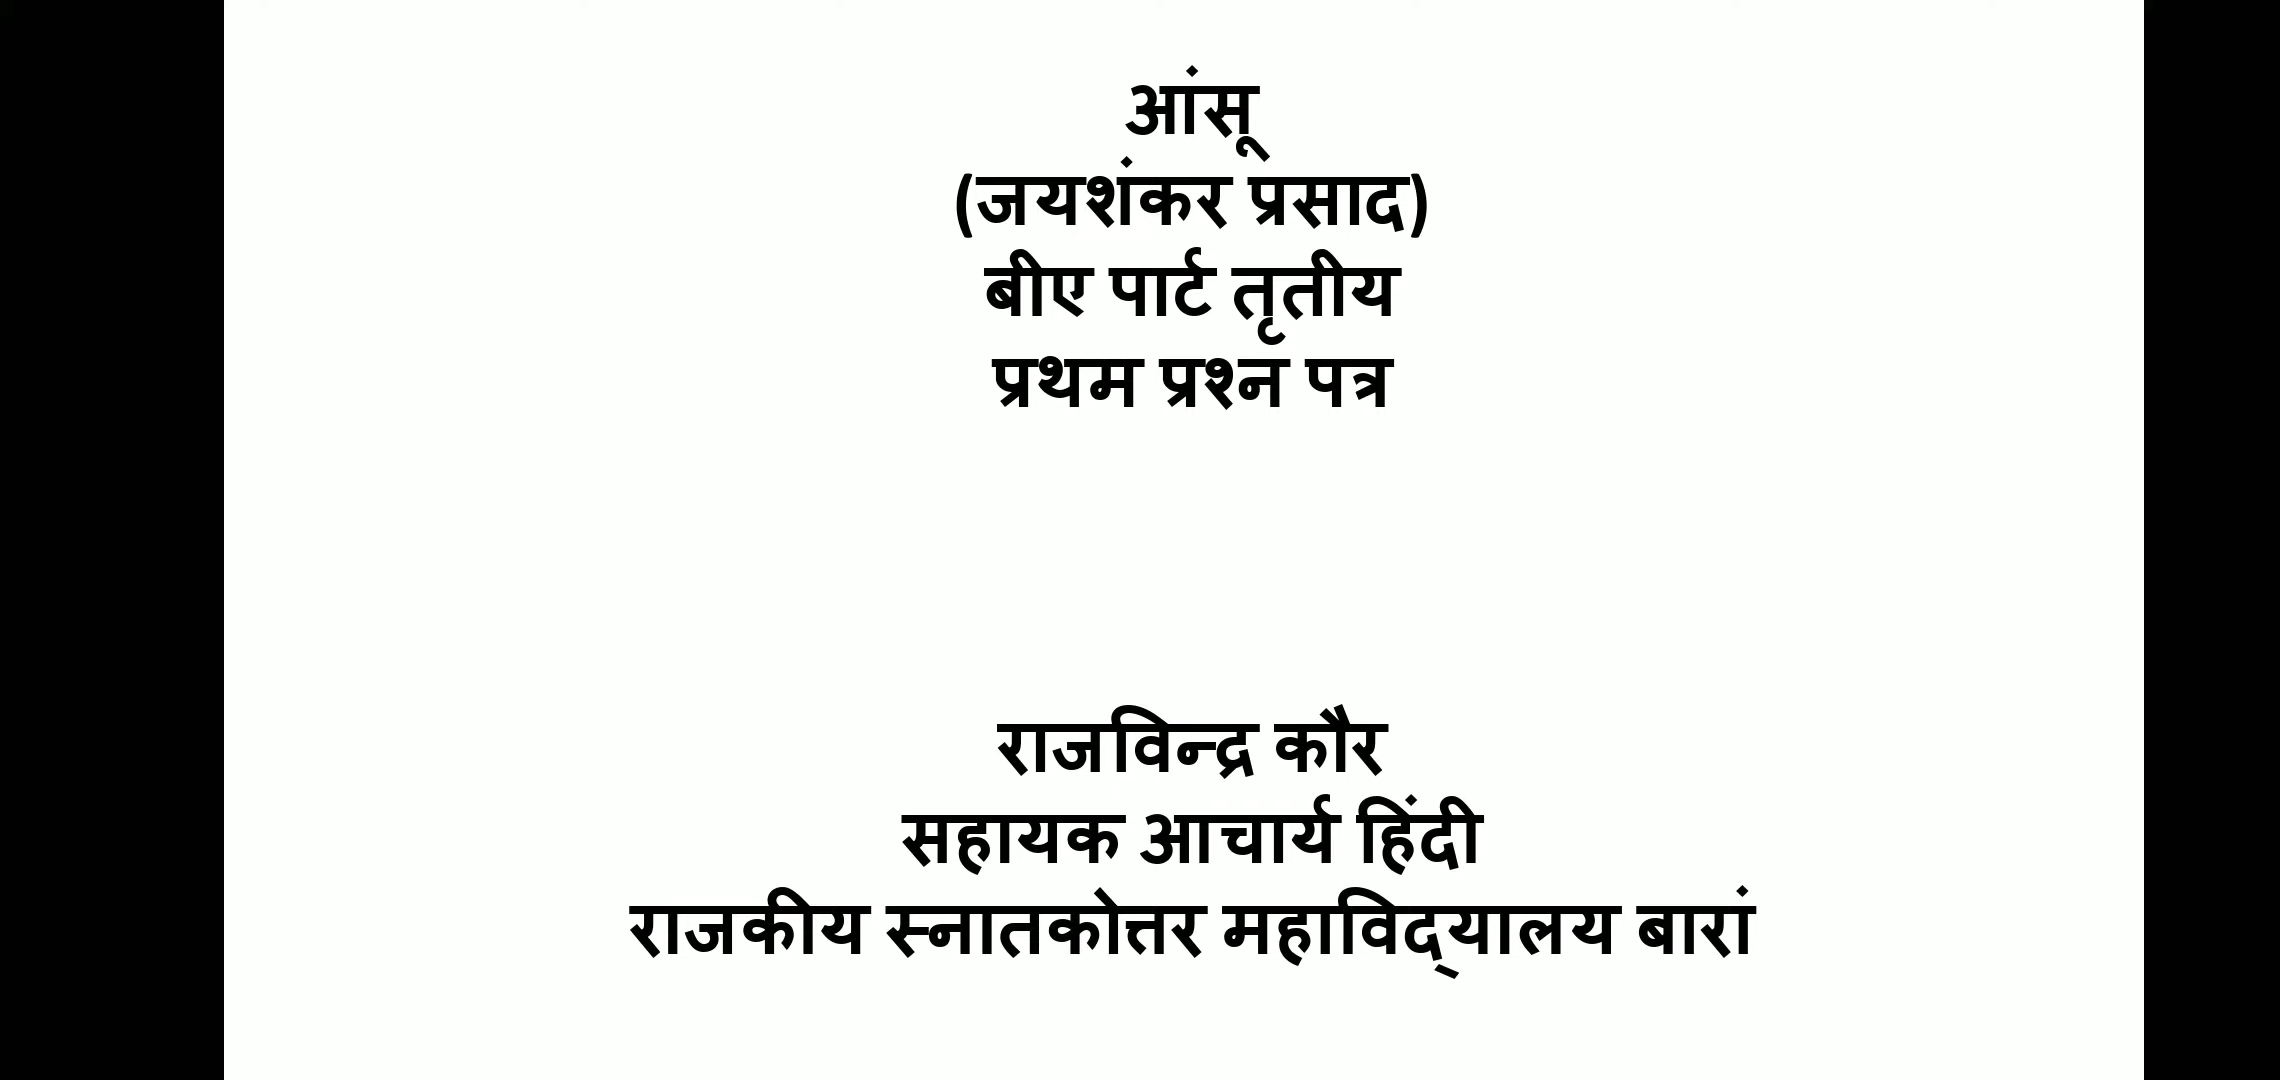 आंसू
(जयशंकर प्रसाद)
बीए पार्ट तृतीय
प्रथम प्रश्न पत्र
राजविन्द्र कौर
सहायक आचार्य हिंदी
राजकीय स्नातकोत्तर महाविद्यालय बारां